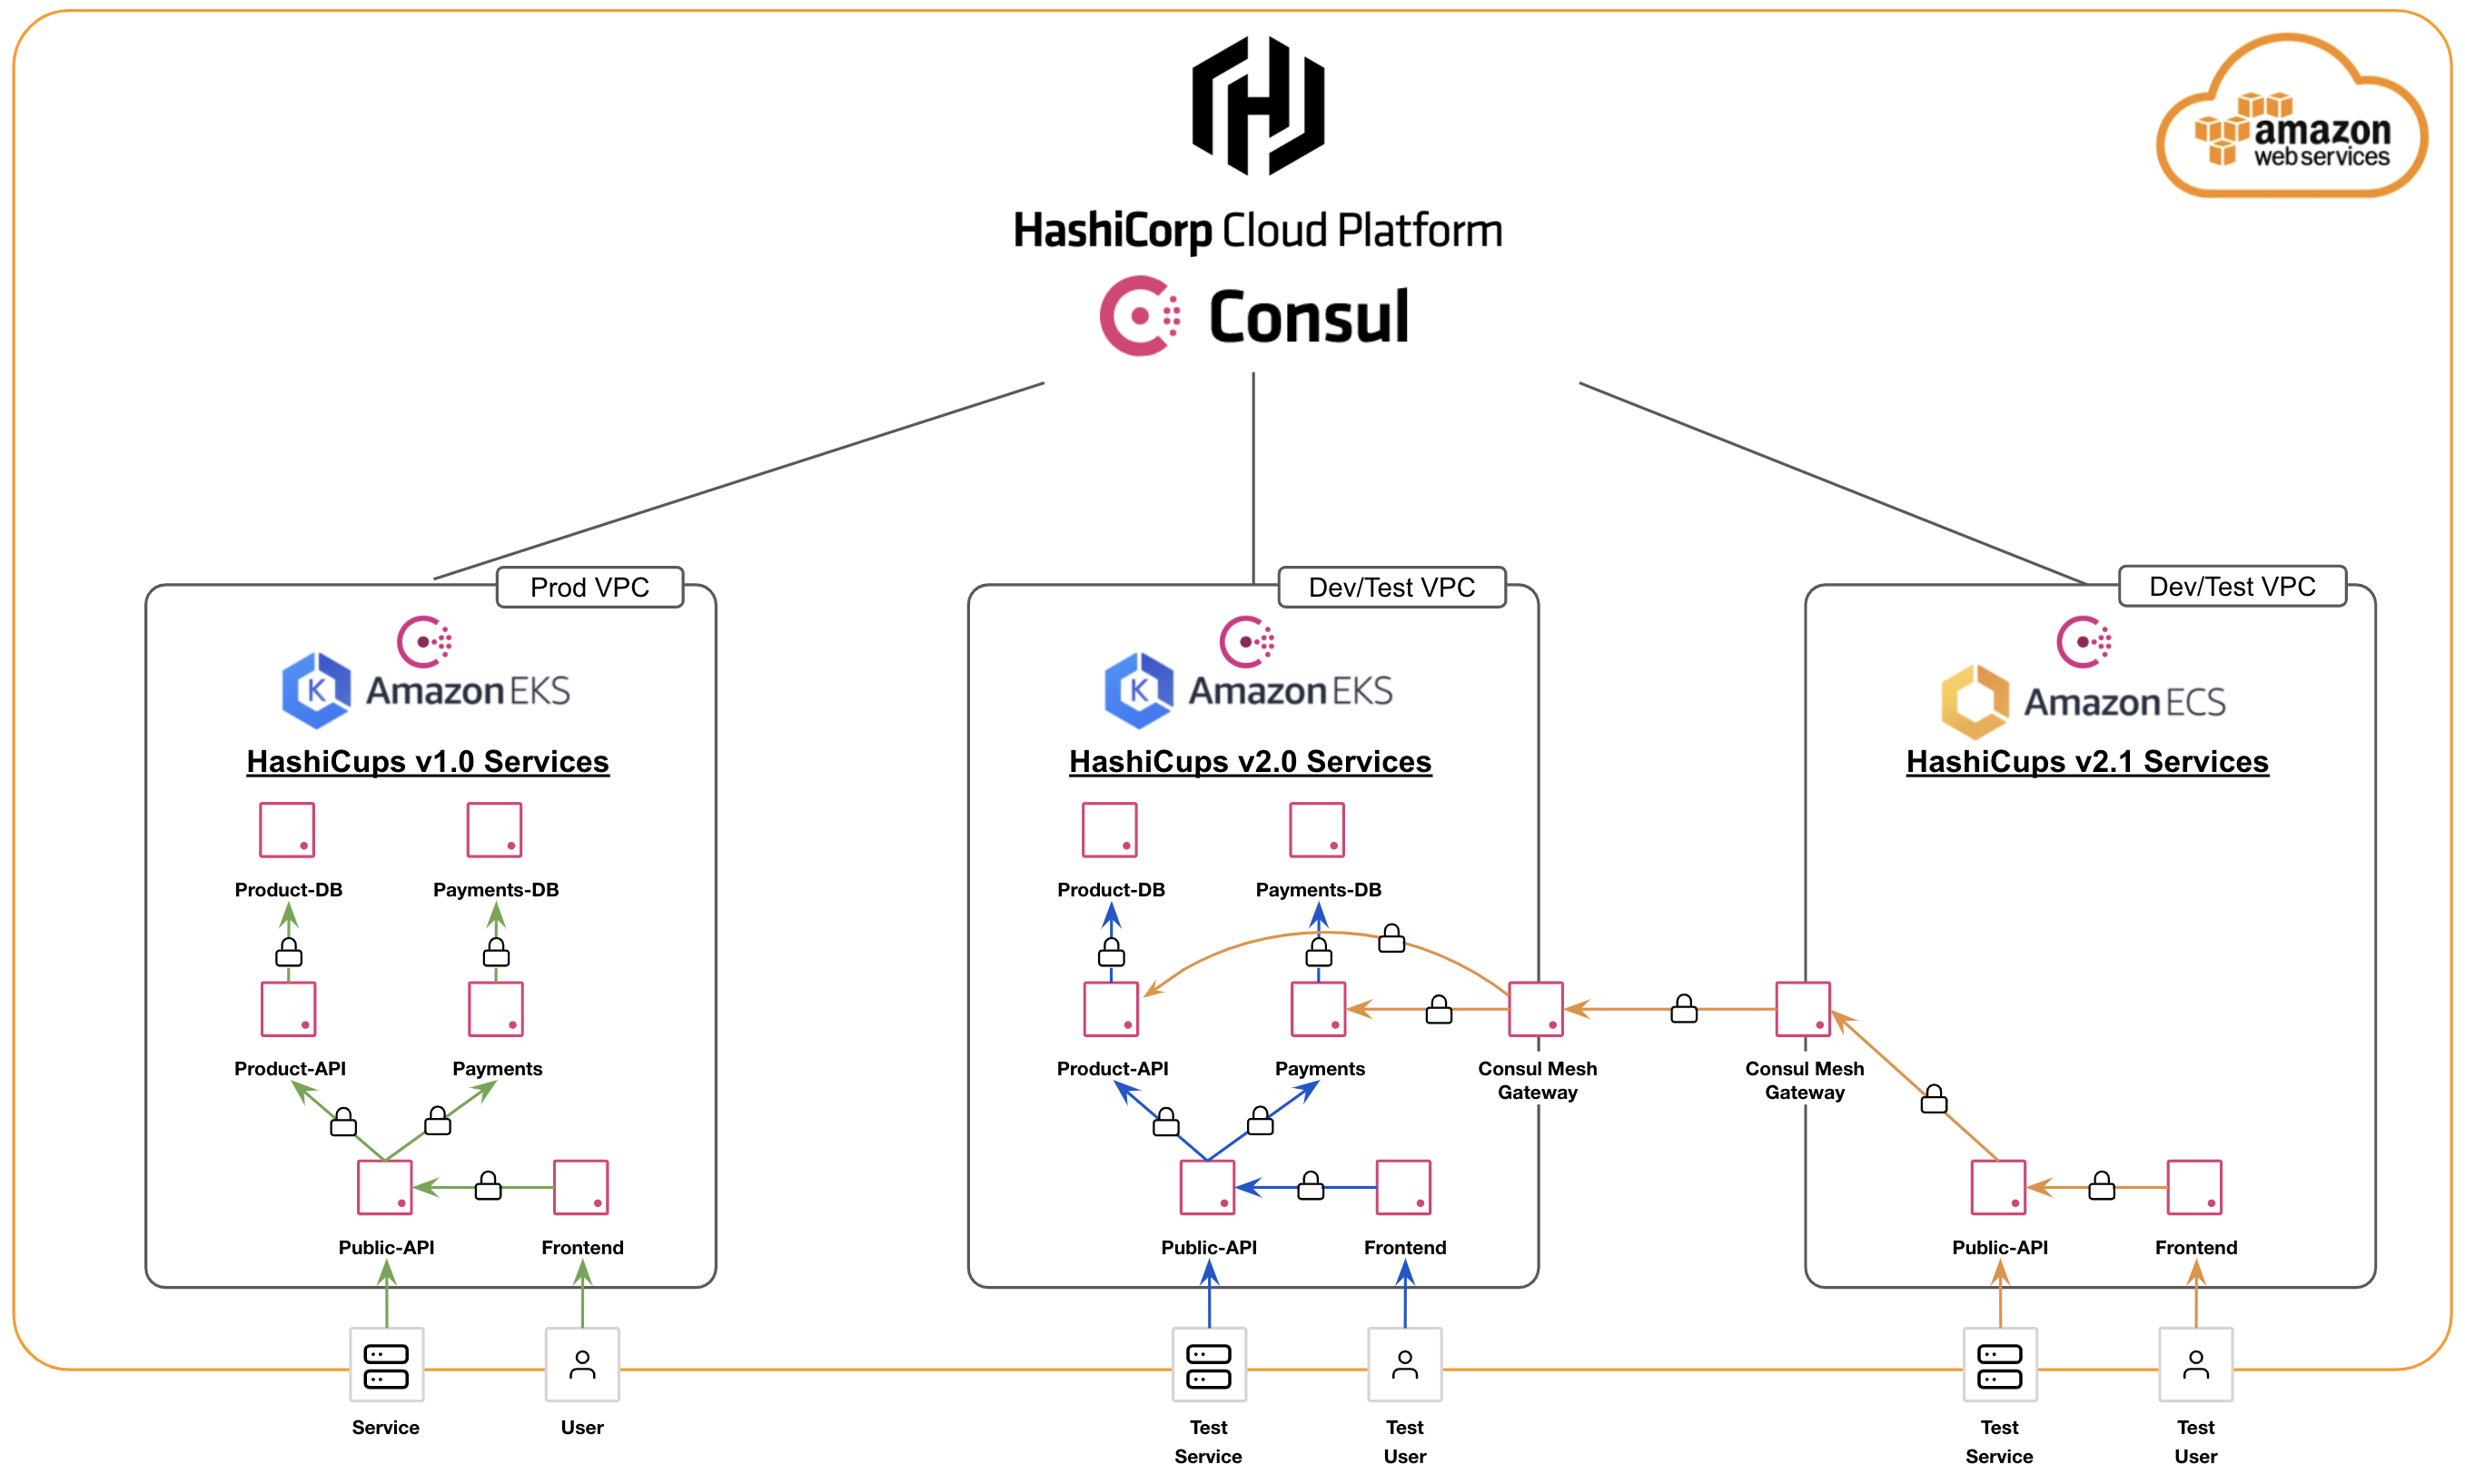 HashiCorp Cloud Platform
Consul
amazon
web services
Prod VPC
Amazon EKS
HashiCups v1.0 Services
Product-DB
Payments-DB
Product-API
Payments
Public-API
Frontend
Service
User
Dev/Test VPC
Amazon EKS
HashiCups v2.0 Services
Product-DB
Payments-DB
Product-API
Payments
Consul Mesh
Gateway
Public-API
Frontend
Test
Service
Test
User
Dev/Test VPC
Amazon ECS
HashiCups v2.1 Services
Consul Mesh
Gateway
Public-API
Frontend
Test
Service
Test
User